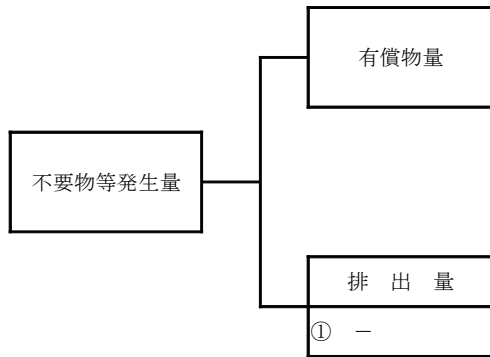 有償物量
不要物等発生量
排 出 量
① －